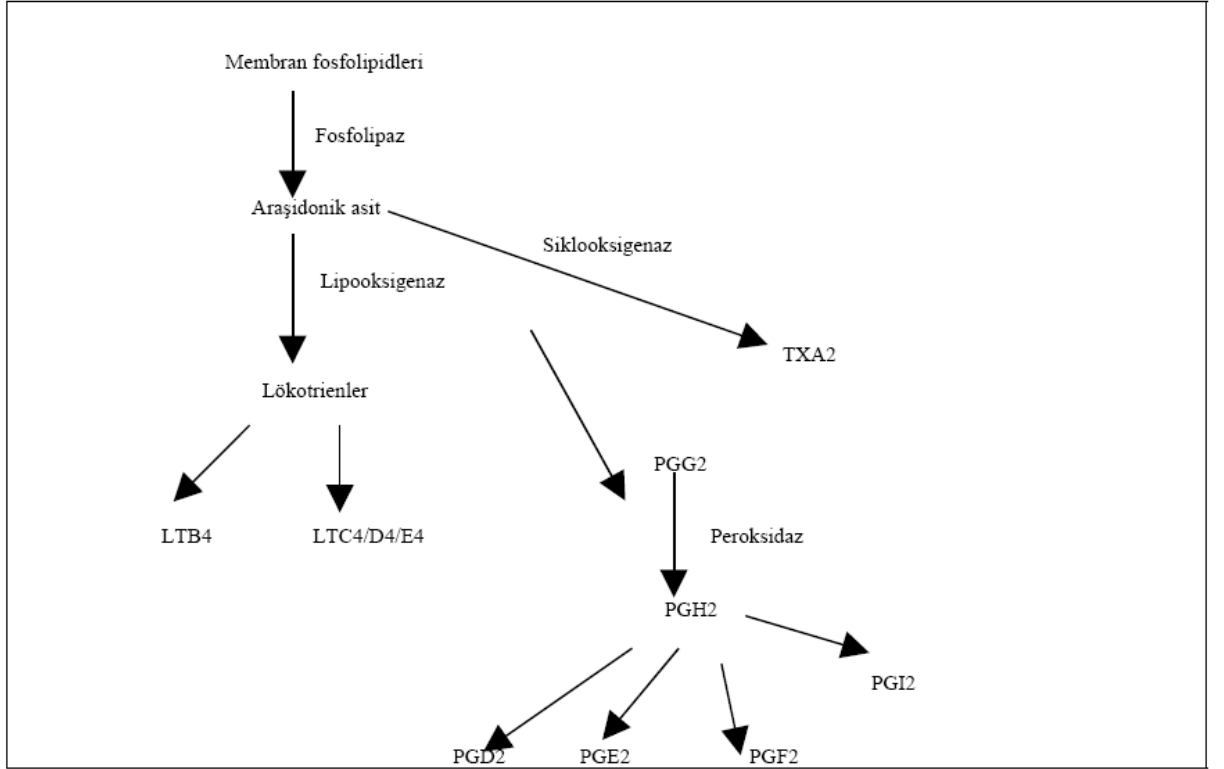 Membran fosfolipidleri
Fosfolipaz
Araşidonik asit
Siklooksigenaz
Lipooksigenaz
TXA2
Lökotrienler
PGG2
LTB4
LTC4/D4/E4
Peroksidaz
PGH2
PGI2
PGD2
PGE2
PGF2